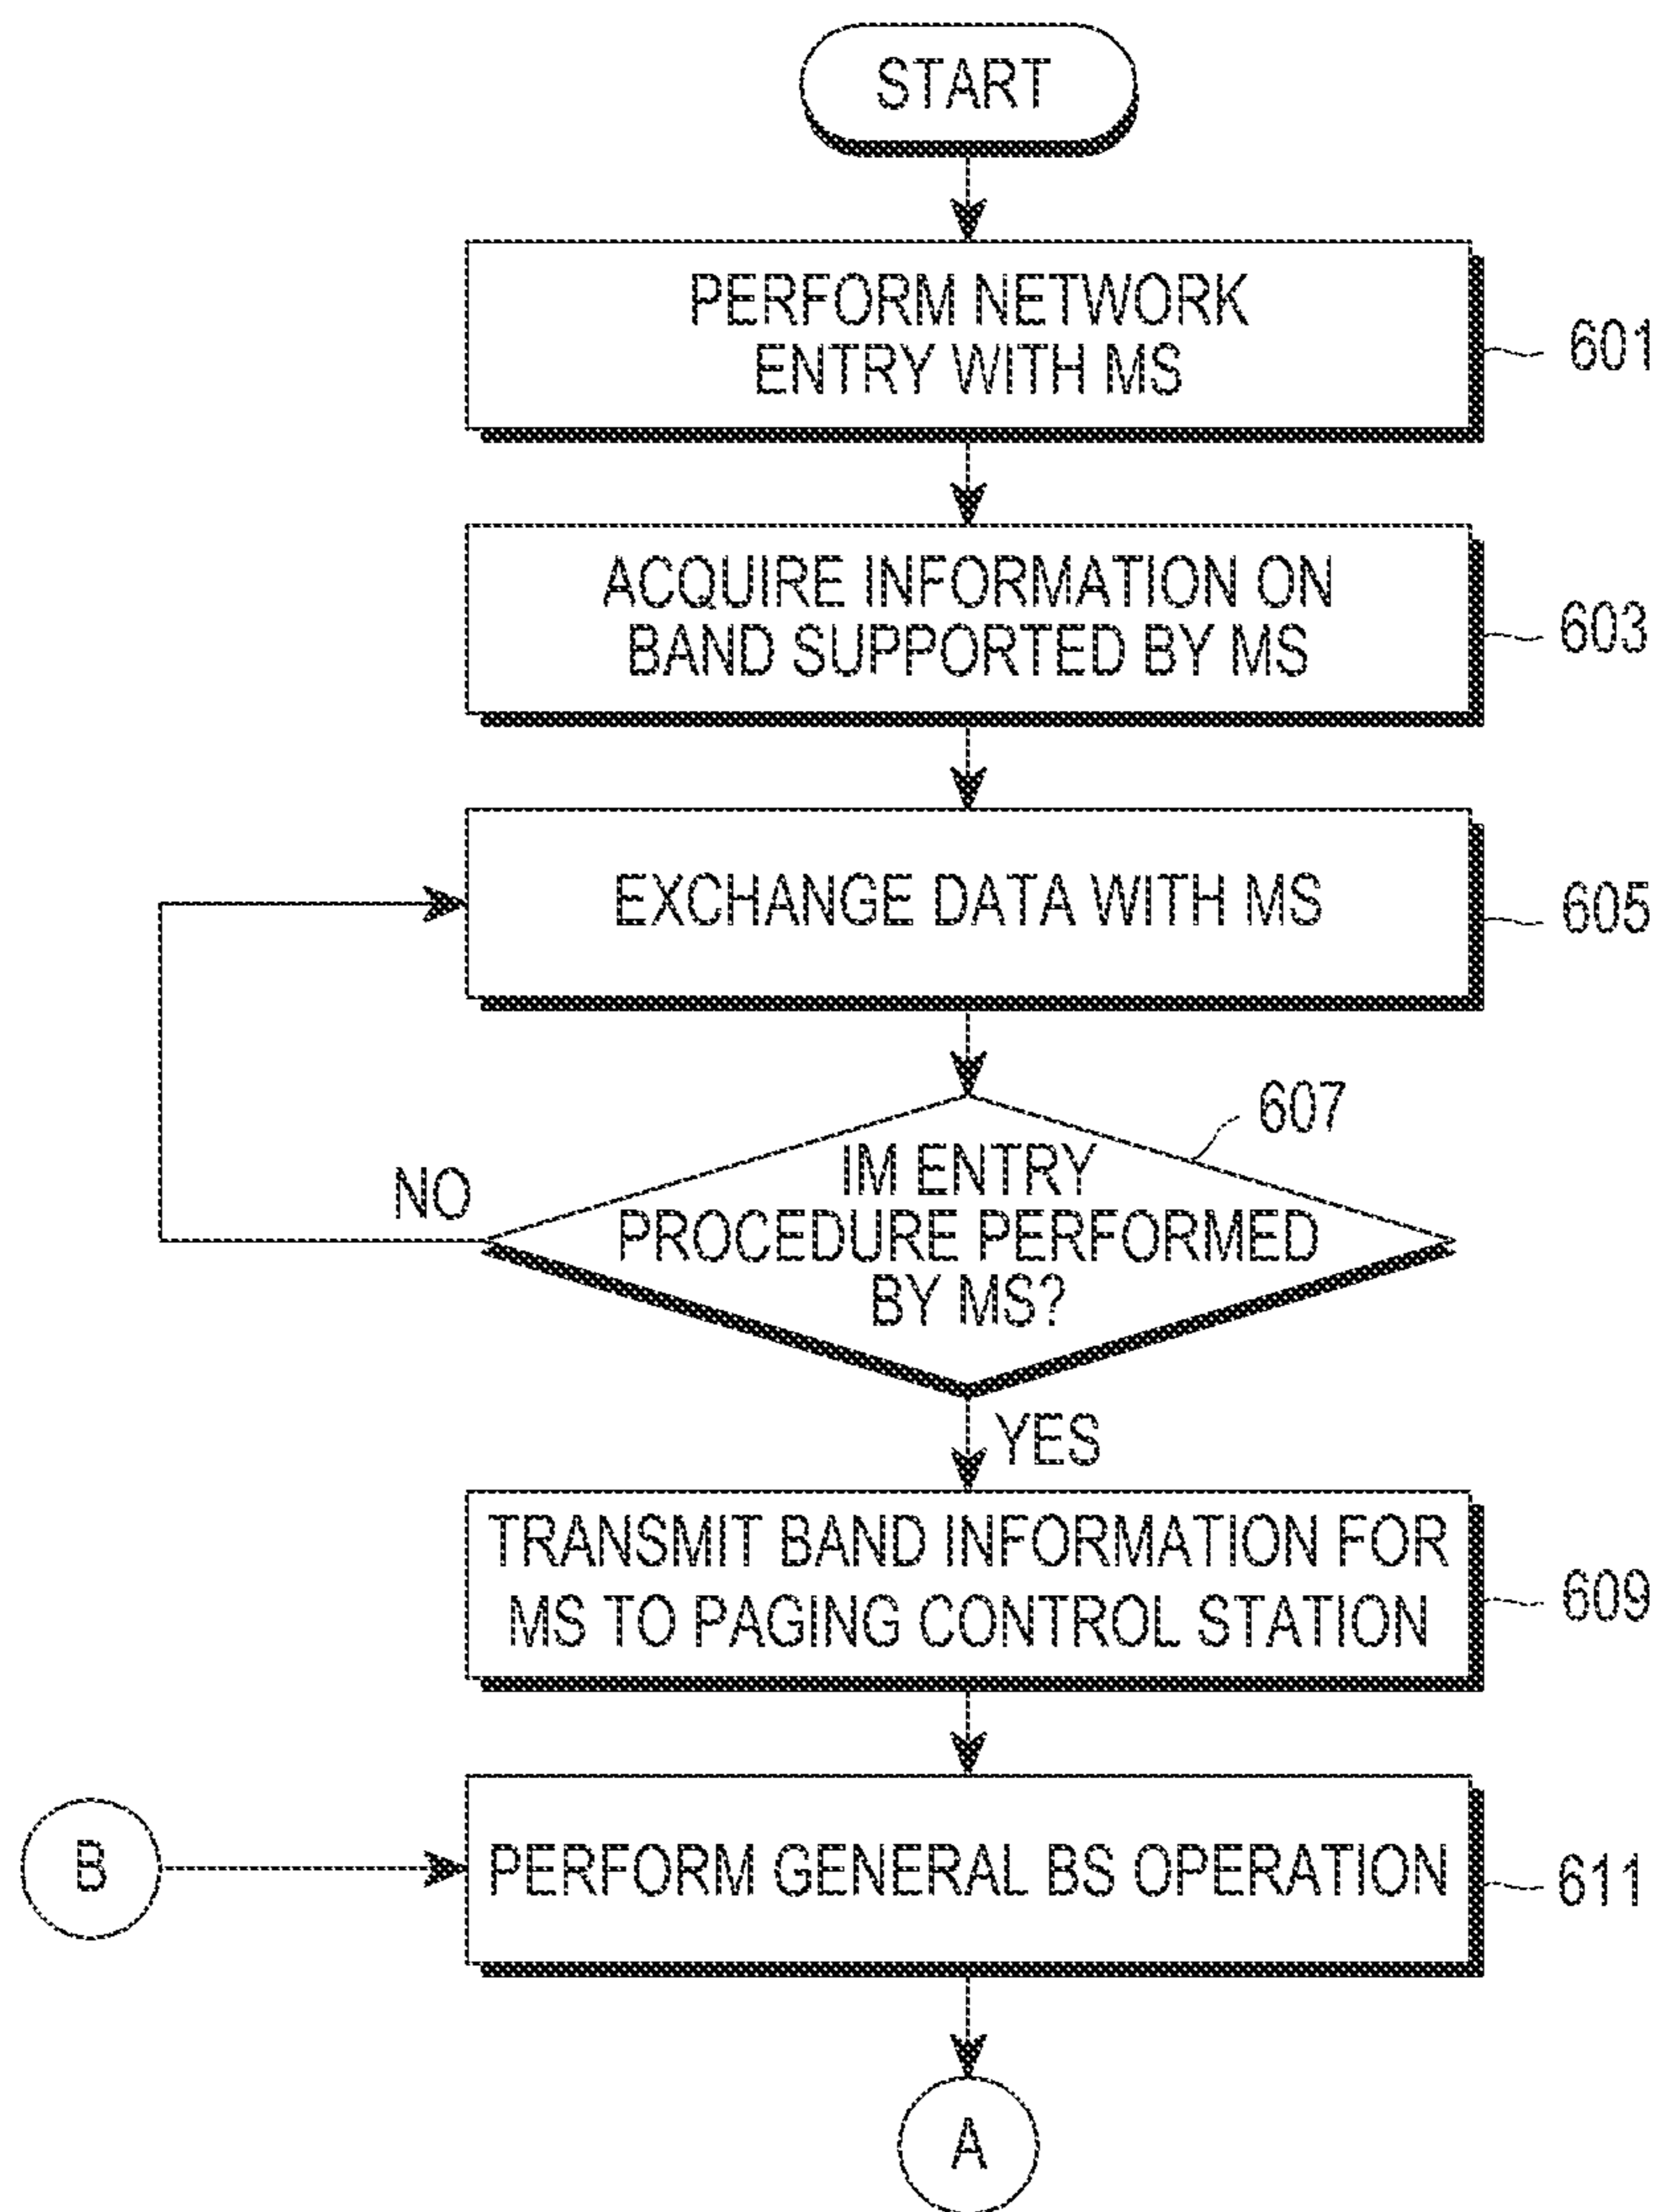 START
PERFORM NETWORK
ENTRY WITH MS
601
ACQUIRE INFORMATION ON
BAND SUPPORTED BY MS
603
EXCHANGE DATA WITH MS
605
607
IM ENTRY
PROCEDURE PERFORMED
BY MS?
NO
YES
TRANSMIT BAND INFORMATION FOR
MS TO PAGING CONTROL STATION
609
B
PERFORM GENERAL BS OPERATION
611
A